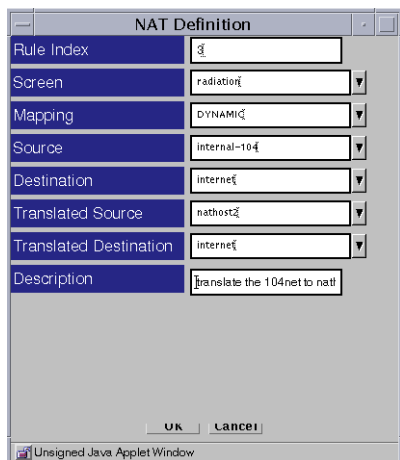 NAT Definition
Rule Index 3
Screen radiation
Mapping DYNAMIC
Source internal-104
Destination internet
Translated Source nathost2
Translated Destination internet
Description translate the 104net to nath
OK Cancel
Unsigned Java Applet Window